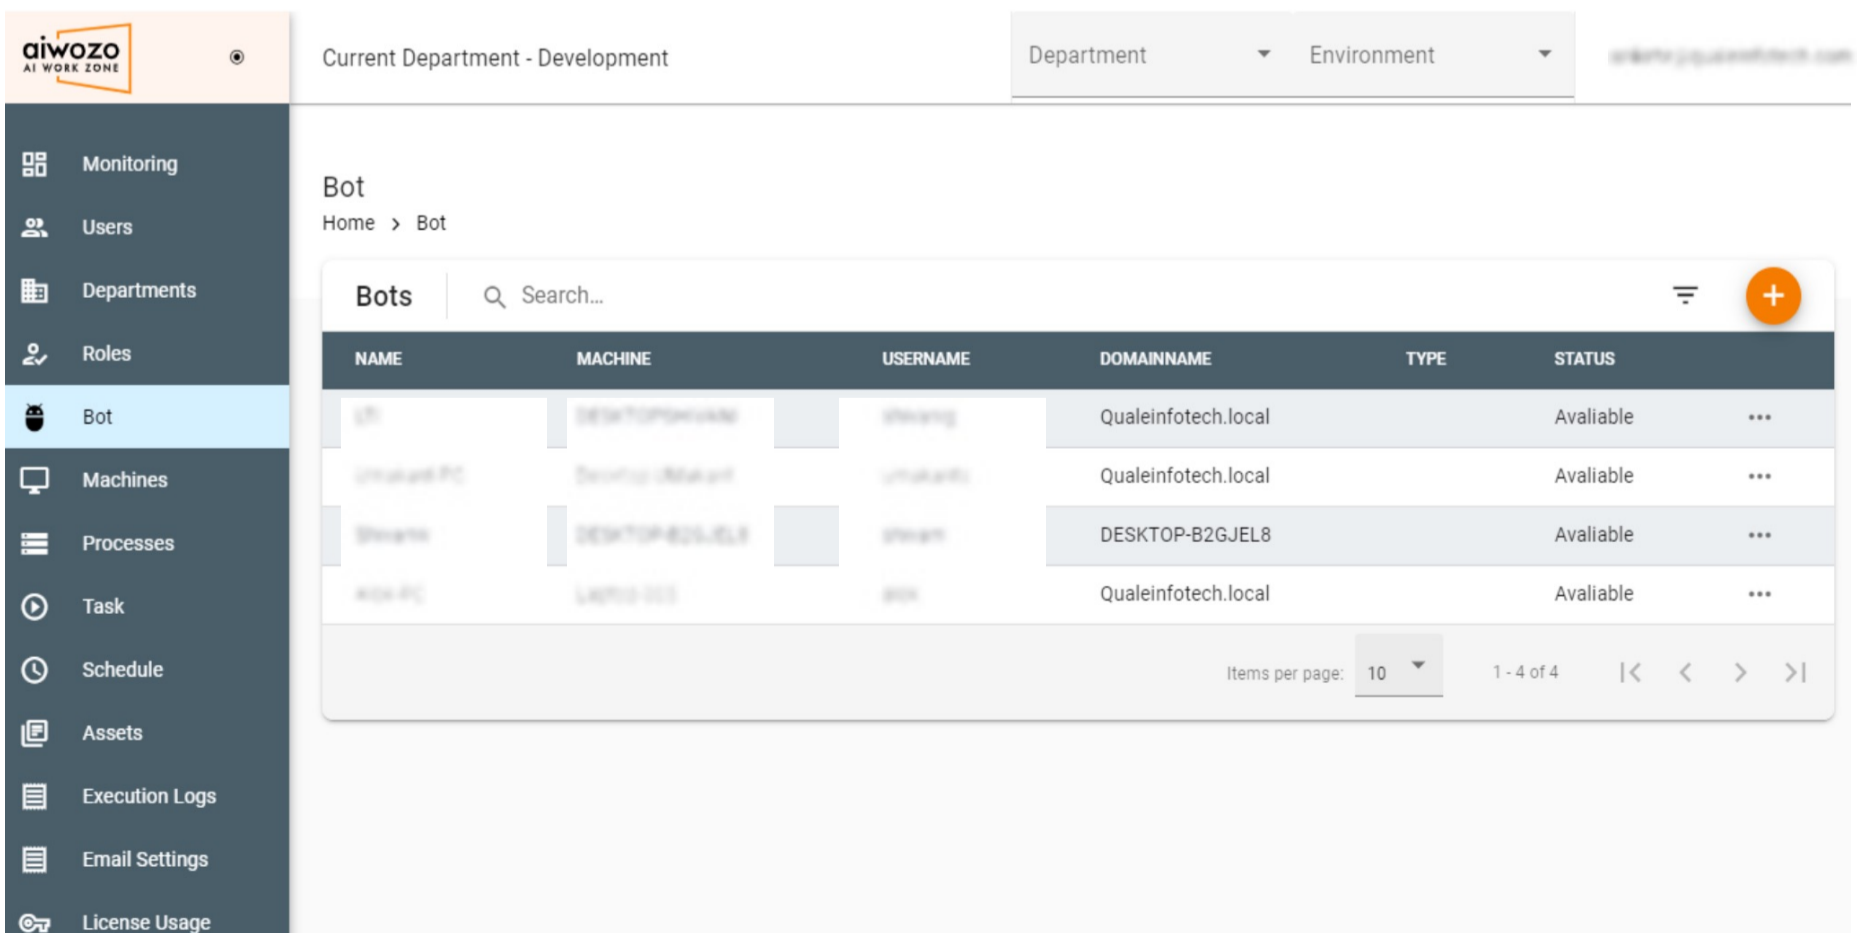 aiwozo
AI WORK ZONE
Current Department - Development
Department
Environment
Monitoring
Users
Departments
Roles
Bot
Machines
Processes
Task
Schedule
Assets
Execution Logs
Email Settings
License Usage
Bot
Home > Bot
Bots
Search...
NAME MACHINE USERNAME DOMAINNAME TYPE STATUS
Qualeinfotech.local Avaliable ...
Qualeinfotech.local Avaliable ...
DESKTOP-B2GJEL8 Avaliable ...
Qualeinfotech.local Avaliable ...
Items per page: 10 1 - 4 of 4